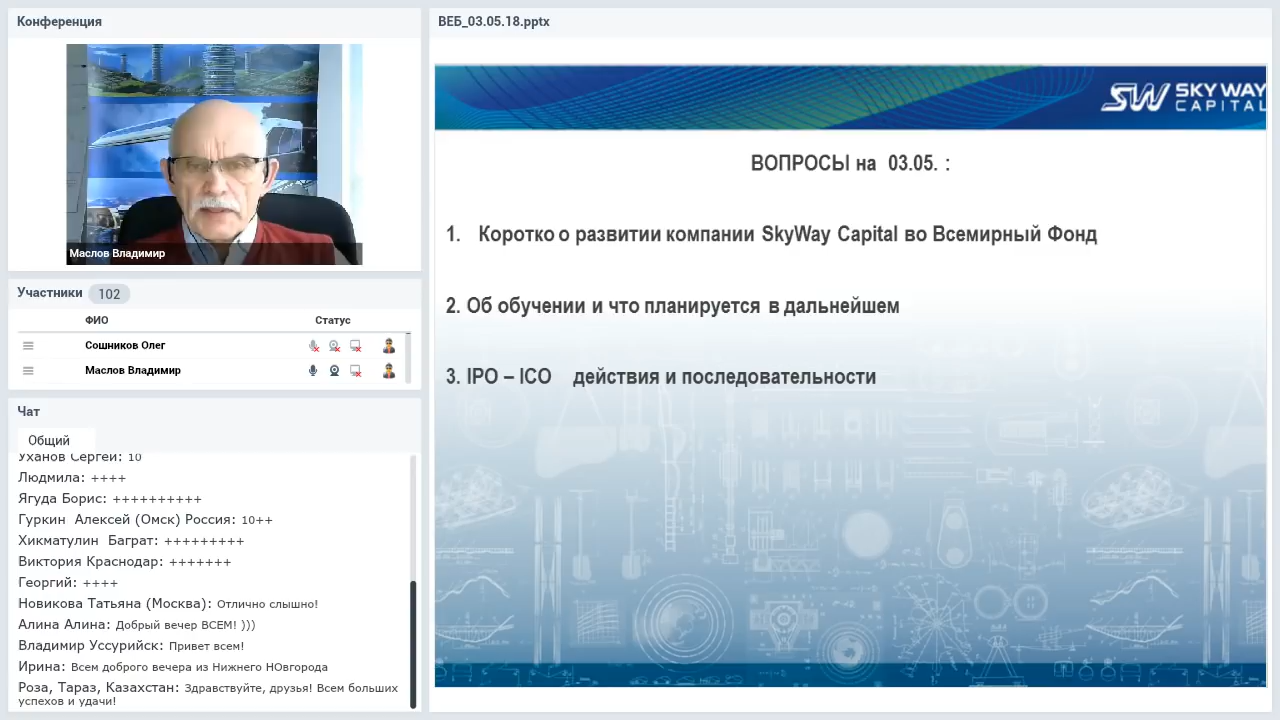 Конференция
Маслов Владимир
Участники 102
ФИО Статус
Сошников Олег
Маслов Владимир
Чат
Общий
Уханов Сергей: 10
Людмила: ++++
Ягуда Борис: ++++++++++
Гуркин Алексей (Омск) Россия: 10++
Хикматулин Баграт: +++++++++
Виктория Краснодар: +++++++
Георгий: ++++
Новикова Татьяна (Москва): Отлично слышно!
Алина Алина: Добрый вечер ВСЕМ! )))
Владимир Уссурийск: Привет всем!
Ирина: Всем доброго вечера из Нижнего НОвгорода
Роза, Тараз, Казахстан: Здравствуйте, друзья! Всем больших
успехов и удачи!
ВЕБ_03.05.18.pptx
SW SKY WAY
CAPITAL
ВОПРОСЫ на 03.05. :
1. Коротко о развитии компании SkyWay Capital во Всемирный Фонд
2. Об обучении и что планируется в дальнейшем
3. IPO – ICO действия и последовательности